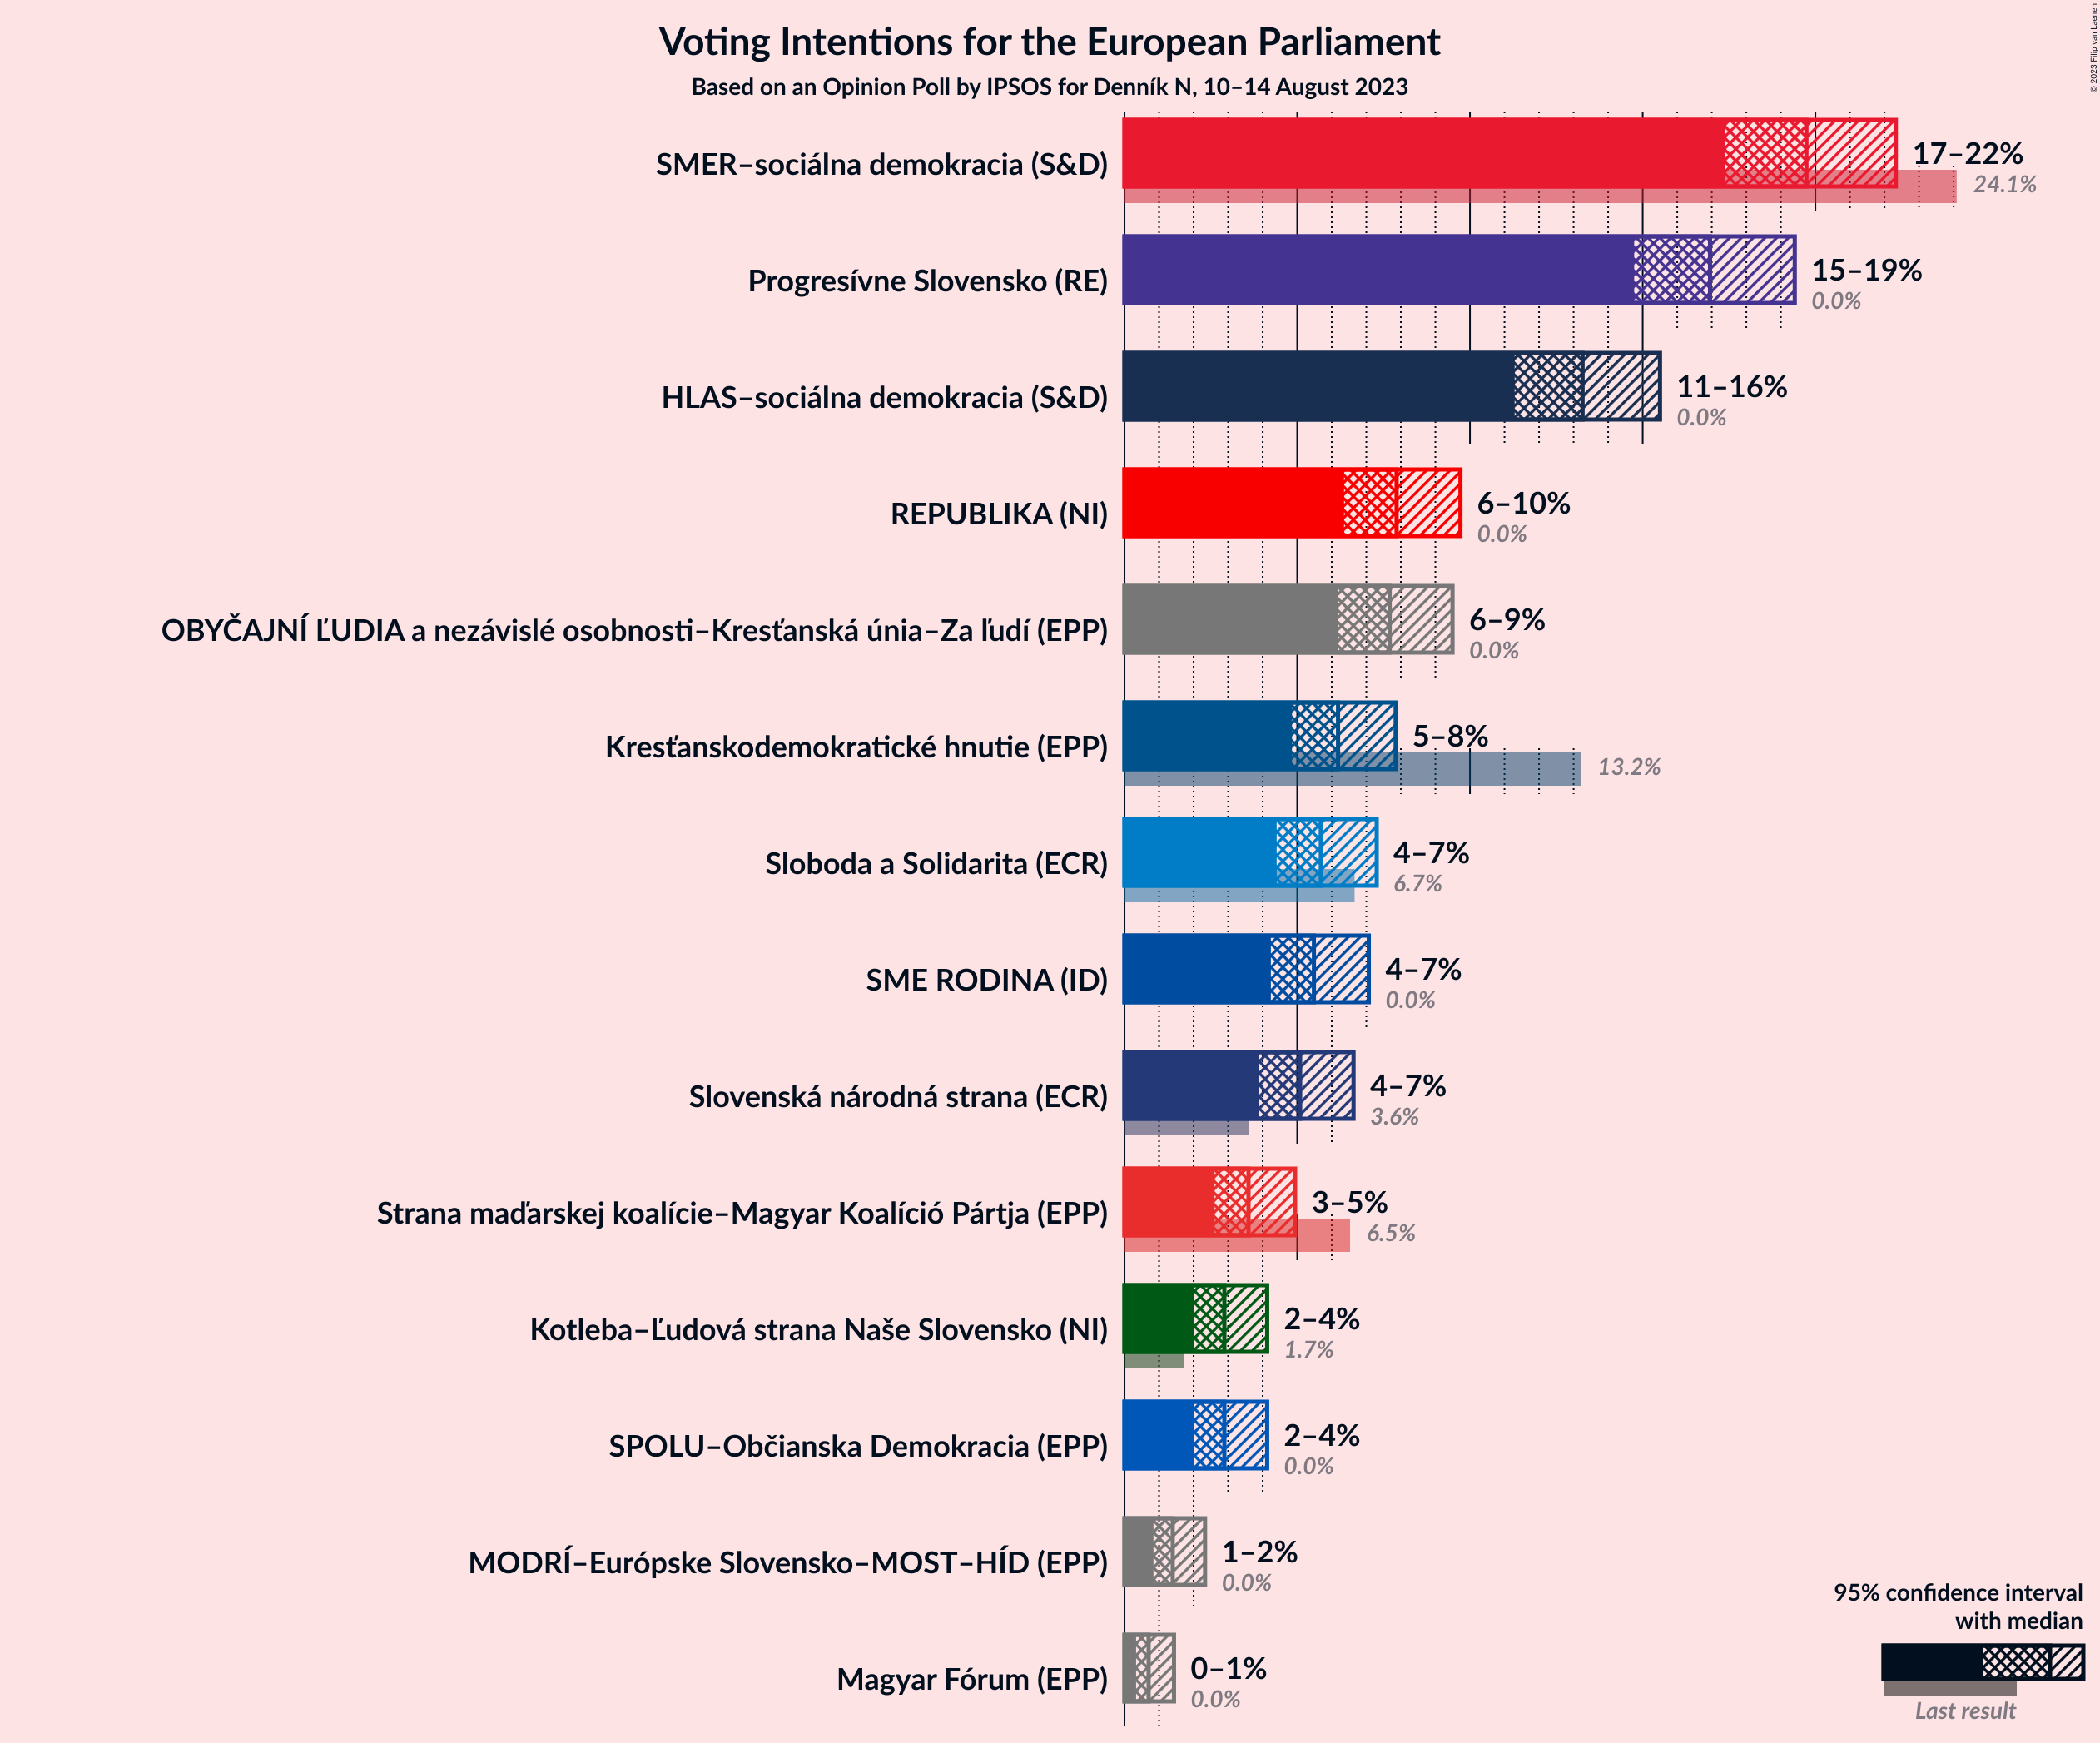 Voting Intentions for the European Parliament
Based on an Opinion Poll by IPSOS for Denník N, 10–14 August 2023
© 2023 Filip van Laenen
SMER–sociálna demokracia (S&D)
17–22%
24.1%
Progresívne Slovensko (RE)
15–19%
0.0%
HLAS–sociálna demokracia (S&D)
11–16%
0.0%
REPUBLIKA (NI)
6–10%
0.0%
OBYČAJNÍ ĽUDIA a nezávislé osobnosti–Kresťanská únia–Za ľudí (EPP)
6–9%
0.0%
Kresťanskodemokratické hnutie (EPP)
5–8%
13.2%
Sloboda a Solidarita (ECR)
4–7%
6.7%
SME RODINA (ID)
4–7%
0.0%
Slovenská národná strana (ECR)
4–7%
3.6%
Strana maďarskej koalície–Magyar Koalíció Pártja (EPP)
3–5%
6.5%
Kotleba–Ľudová strana Naše Slovensko (NI)
2–4%
1.7%
SPOLU–Občianska Demokracia (EPP)
2–4%
0.0%
MODRÍ–Európske Slovensko–MOST–HÍD (EPP)
1–2%
0.0%
Magyar Fórum (EPP)
0–1%
0.0%
95% confidence interval
with median
Last result